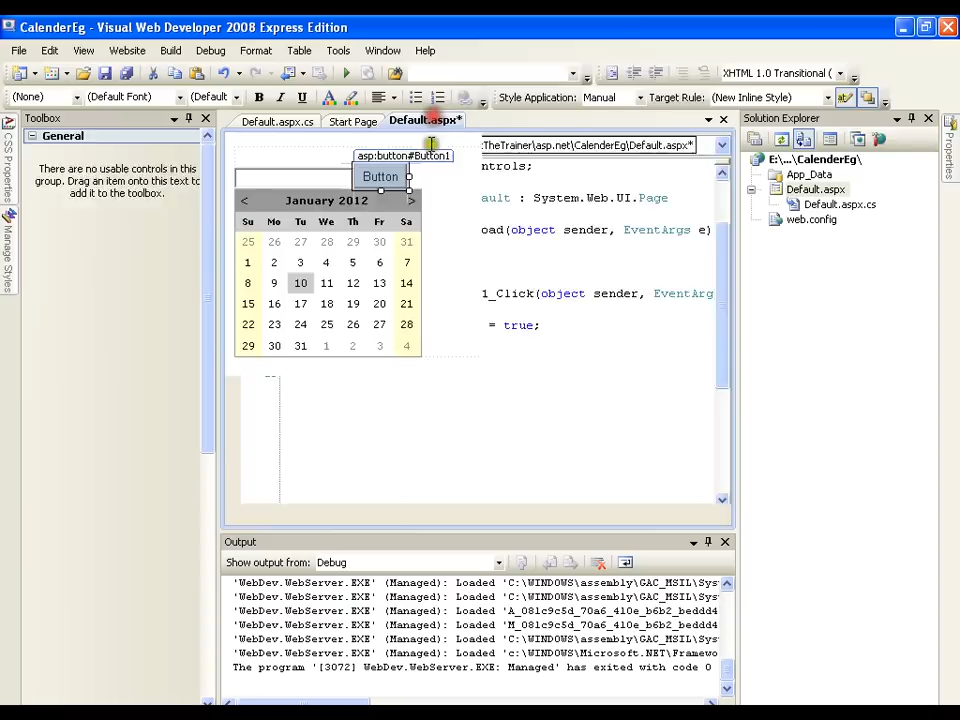 CalenderEg - Visual Web Developer 2008 Express Edition
File Edit View Website Build Debug Format Table Tools Window Help
XHTML 1.0 Transitional (
(None) (Default Font) (Default B I U A Style Application: Manual Target Rule: (New Inline Style)
Toolbox
General
There are no usable controls in this
group. Drag an item onto this text to
add it to the toolbox.
CSS Properties
Manage Styles
Default.aspx.cs Start Page Default.aspx*
:TheTrainer\asp.net\CalenderEg\Default.aspx*
asp:button#Button1
Button
< January 2012 >
Su Mo Tu We Th Fr Sa
25 26 27 28 29 30 31
1 2 3 4 5 6 7
8 9 10 11 12 13 14
15 16 17 18 19 20 21
22 23 24 25 26 27 28
29 30 31 1 2 3 4
ntrols;
ault : System.Web.UI.Page
oad(object sender, EventArgs e)
1_Click(object sender, EventArg
= true;
Output
Show output from: Debug
'WebDev.WebServer.EXE' (Managed): Loaded 'C:\WINDOWS\assembly\GAC_MSIL\Sys
'WebDev.WebServer.EXE' (Managed): Loaded 'C:\WINDOWS\assembly\GAC_MSIL\Sys
'WebDev.WebServer.EXE' (Managed): Loaded 'A_081c9c5d_70a6_410e_b6b2_beddd4
'WebDev.WebServer.EXE' (Managed): Loaded 'M_081c9c5d_70a6_410e_b6b2_beddd4
'WebDev.WebServer.EXE' (Managed): Loaded 'C:\WINDOWS\assembly\GAC_MSIL\Sys
'WebDev.WebServer.EXE' (Managed): Loaded 'c:\WINDOWS\Microsoft.NET\Framewo
The program '[3072] WebDev.WebServer.EXE: Managed' has exited with code 0
Solution Explorer
E:\...\CalenderEg\
App_Data
Default.aspx
Default.aspx.cs
web.config
Properties